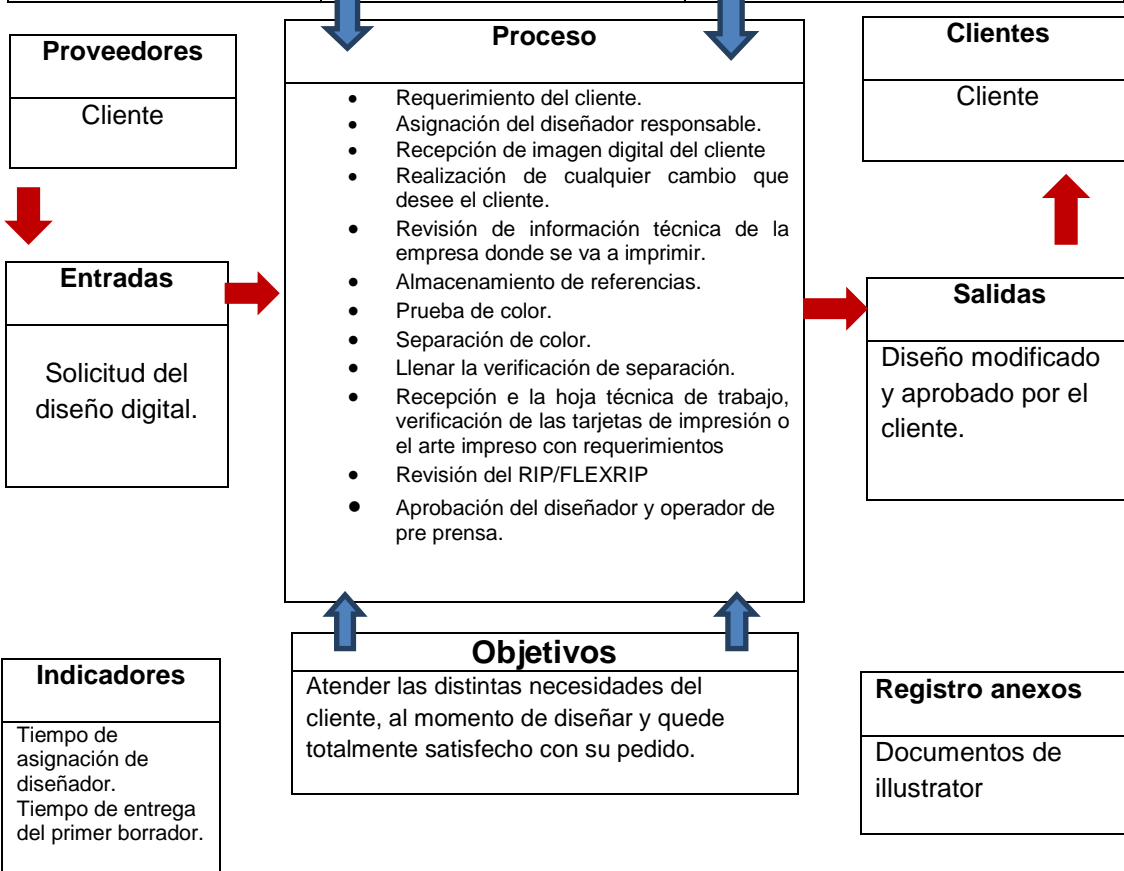 Proveedores
Cliente
Entradas
Solicitud del
diseño digital.
Proceso
• Requerimiento del cliente.
• Asignación del diseñador responsable.
• Recepción de imagen digital del cliente
• Realización de cualquier cambio que
desee el cliente.
• Revisión de información técnica de la
empresa donde se va a imprimir.
• Almacenamiento de referencias.
• Prueba de color.
• Separación de color.
• Llenar la verificación de separación.
• Recepción e la hoja técnica de trabajo,
verificación de las tarjetas de impresión o
el arte impreso con requerimientos
• Revisión del RIP/FLEXRIP
• Aprobación del diseñador y operador de
pre prensa.
Clientes
Cliente
Salidas
Diseño modificado
y aprobado por el
cliente.
Indicadores
Tiempo de
asignación de
diseñador.
Tiempo de entrega
del primer borrador.
Objetivos
Atender las distintas necesidades del
cliente, al momento de diseñar y quede
totalmente satisfecho con su pedido.
Registro anexos
Documentos de
illustrator